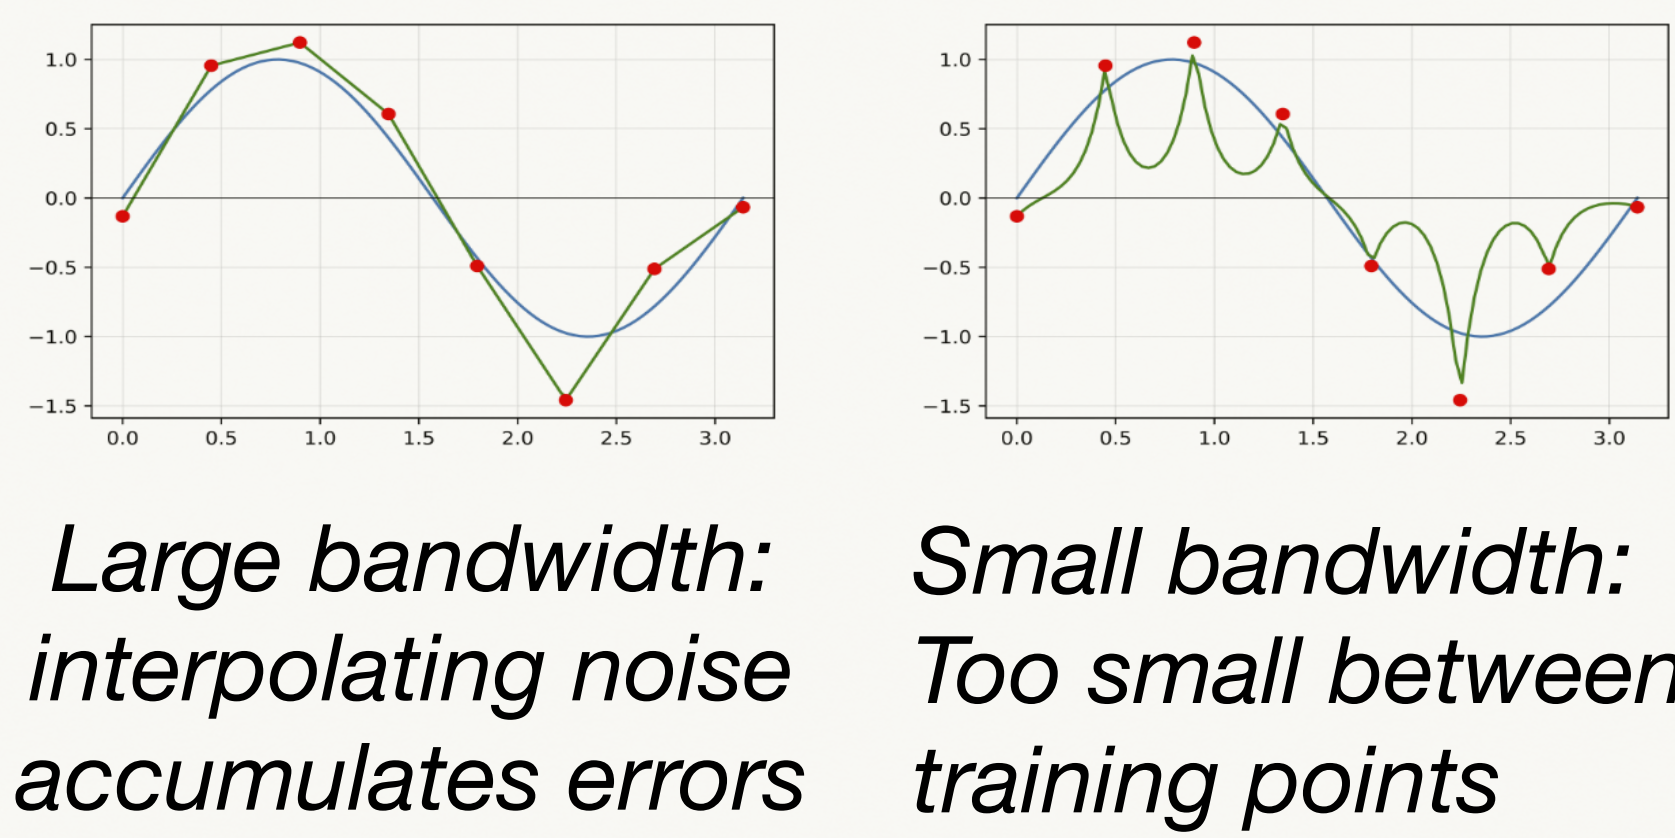 1.0
0.5
0.0
−0.5
−1.0
−1.5
0.0 0.5 1.0 1.5 2.0 2.5 3.0
1.0
0.5
0.0
−0.5
−1.0
−1.5
0.0 0.5 1.0 1.5 2.0 2.5 3.0
Large bandwidth:
interpolating noise
accumulates errors
Small bandwidth:
Too small between
training points